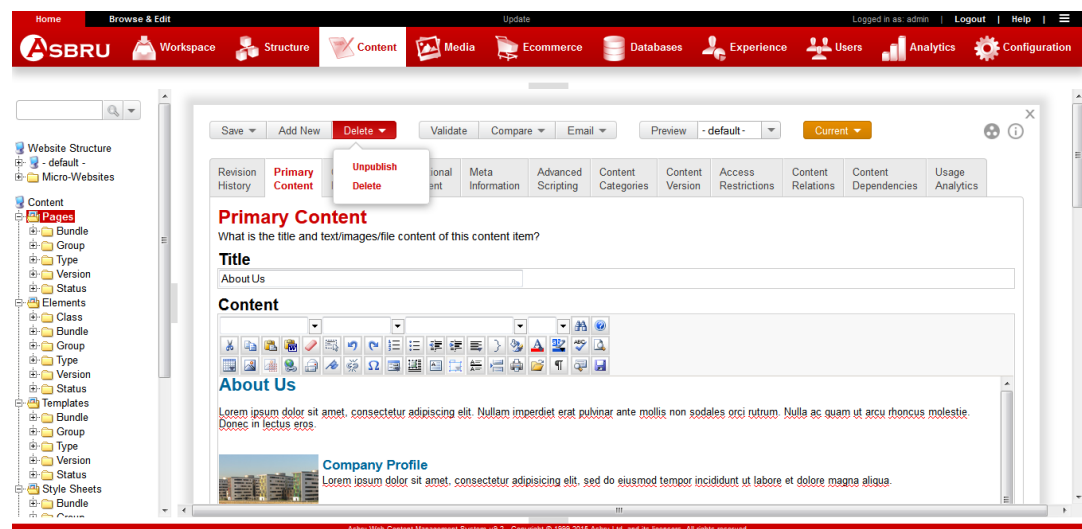 Home Browse & Edit Update Logged in as: admin | Logout | Help |
ASBRU Workspace Structure Content Media Ecommerce Databases Experience Users Analytics Configuration
Save Add New Delete Validate Compare Email Preview - default - Current
Unpublish
Delete
Revision History
Primary Content
Meta Information
Advanced Scripting
Content Categories
Content Version
Access Restrictions
Content Relations
Content Dependencies
Usage Analytics
Website Structure
- default -
Micro-Websites
Content
Pages
Bundle
Group
Type
Version
Status
Elements
Class
Bundle
Group
Type
Version
Status
Templates
Bundle
Group
Type
Version
Status
Style Sheets
Bundle
Primary Content
What is the title and text/images/file content of this content item?
Title
About Us
Content
About Us
Lorem ipsum dolor sit amet, consectetur adipiscing elit. Nullam imperdiet erat pulvinar ante mollis non sodales orci rutrum. Nulla ac quam ut arcu rhoncus molestie.
Donec in lectus eros.
Company Profile
Lorem ipsum dolor sit amet, consectetur adipisicing elit, sed do eiusmod tempor incididunt ut labore et dolore magna aliqua.